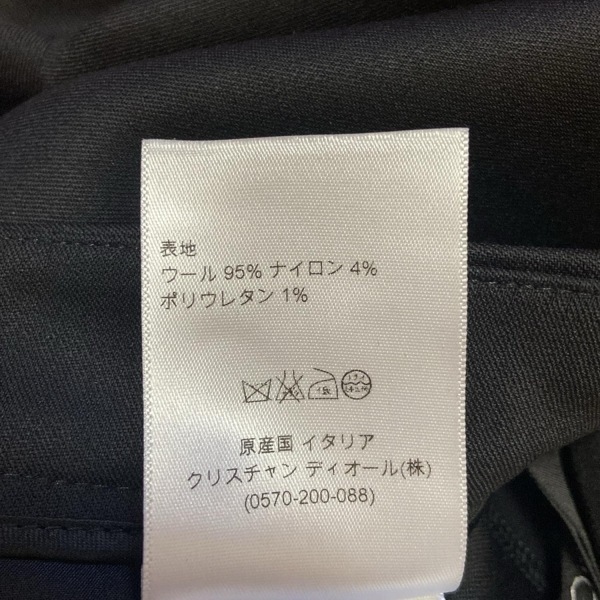 表地
ウール 95% ナイロン 4%
ポリウレタン 1%
原産国 イタリア
クリスチャン ディオール(株)
(0570-200-088)